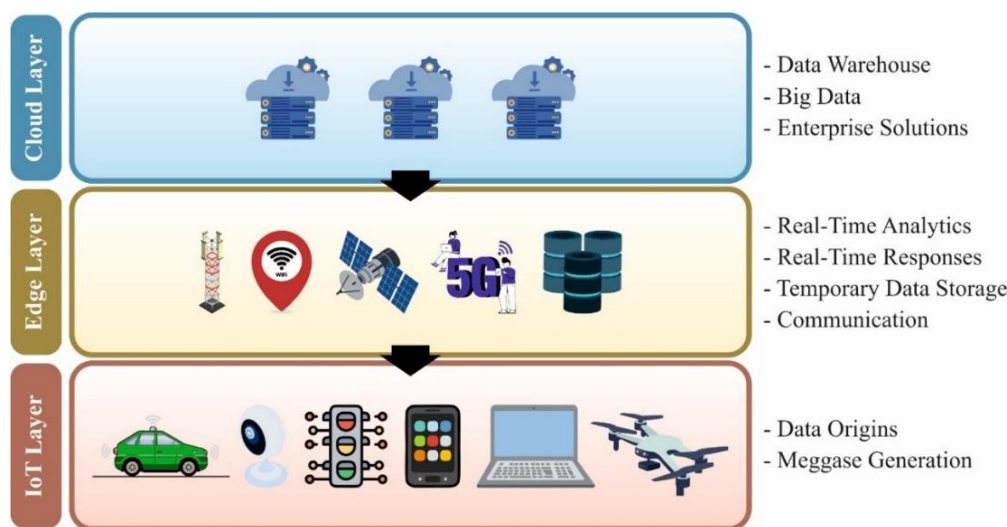 Cloud Layer
- Data Warehouse
- Big Data
- Enterprise Solutions
Edge Layer
WiFi
5G
- Real-Time Analytics
- Real-Time Responses
- Temporary Data Storage
- Communication
IoT Layer
- Data Origins
- Meggase Generation